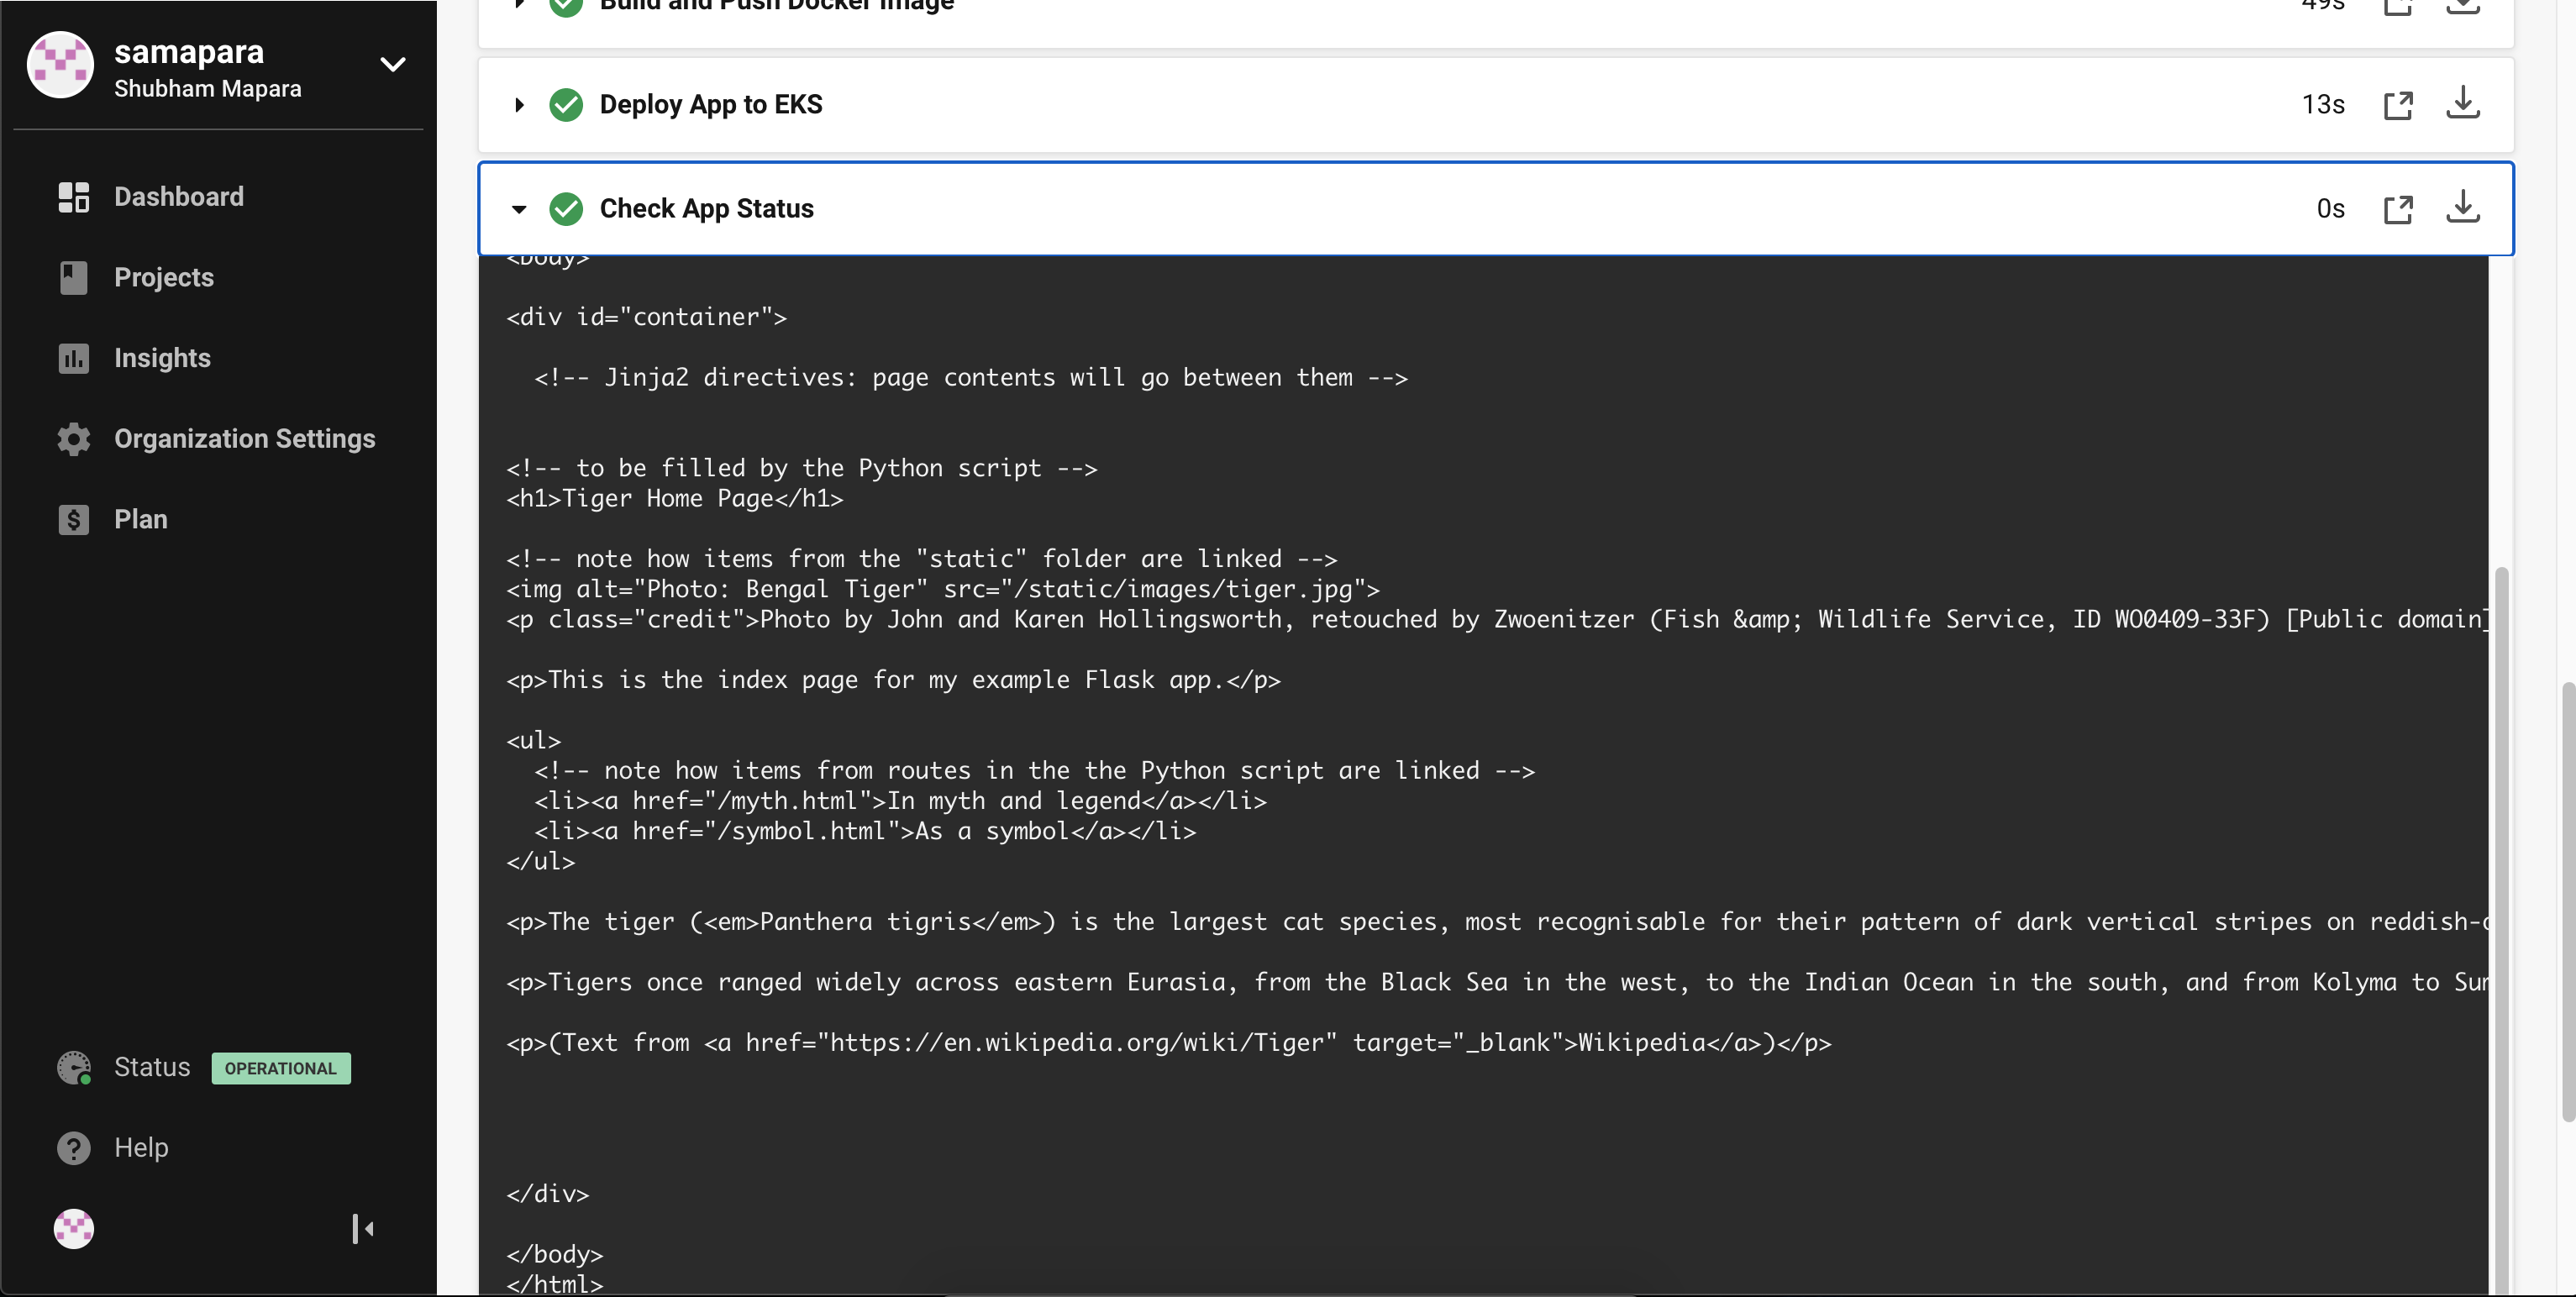 samapara
Shubham Mapara
Dashboard
Projects
Insights
Organization Settings
$ Plan
Status OPERATIONAL
? Help
Build and Push Docker Image 49s
Deploy App to EKS 13s
Check App Status 0s
<body>
<div id="container">
<!-- Jinja2 directives: page contents will go between them -->
<!-- to be filled by the Python script -->
<h1>Tiger Home Page</h1>
<!-- note how items from the "static" folder are linked -->
<img alt="Photo: Bengal Tiger" src="/static/images/tiger.jpg">
<p class="credit">Photo by John and Karen Hollingsworth, retouched by Zwoenitzer (Fish &amp; Wildlife Service, ID WO0409-33F) [Public domain]
<p>This is the index page for my example Flask app.</p>
<ul>
<!-- note how items from routes in the the Python script are linked -->
<li><a href="/myth.html">In myth and legend</a></li>
<li><a href="/symbol.html">As a symbol</a></li>
</ul>
<p>The tiger (<em>Panthera tigris</em>) is the largest cat species, most recognisable for their pattern of dark vertical stripes on reddish-
<p>Tigers once ranged widely across eastern Eurasia, from the Black Sea in the west, to the Indian Ocean in the south, and from Kolyma to
<p>(Text from <a href="https://en.wikipedia.org/wiki/Tiger" target="_blank">Wikipedia</a>)</p>
</div>
</body>
</html>